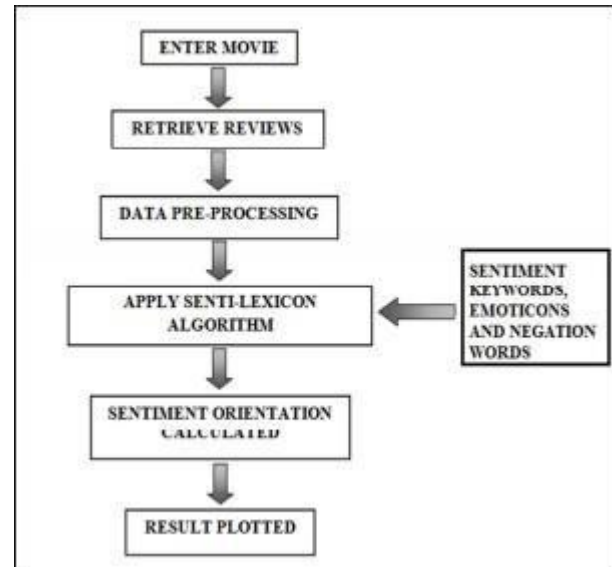 ENTER MOVIE
RETRIEVE REVIEWS
DATA PRE-PROCESSING
APPLY SENTI-LEXICON
ALGORITHM
SENTIMENT
KEYWORDS,
EMOTICONS
AND NEGATION
WORDS
SENTIMENT ORIENTATION
CALCULATED
RESULT PLOTTED